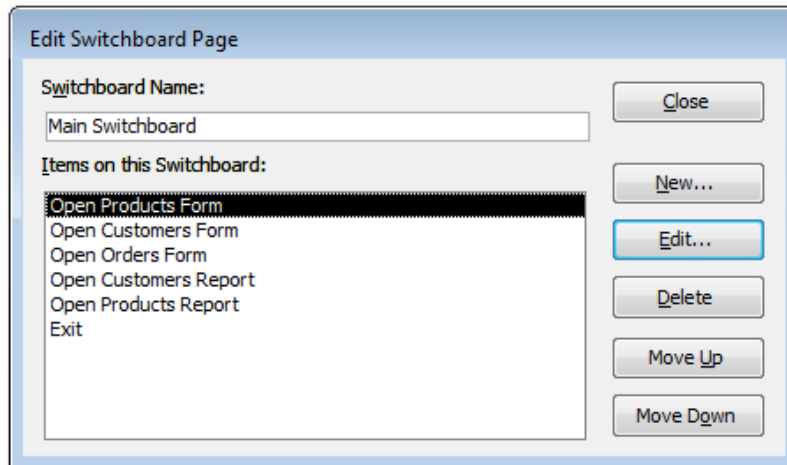 Edit Switchboard Page
Switchboard Name:
Close
Main Switchboard
Items on this Switchboard:
New...
Open Products Form
Open Customers Form
Edit...
Open Orders Form
Open Customers Report
Delete
Open Products Report
Exit
Move Up
Move Down